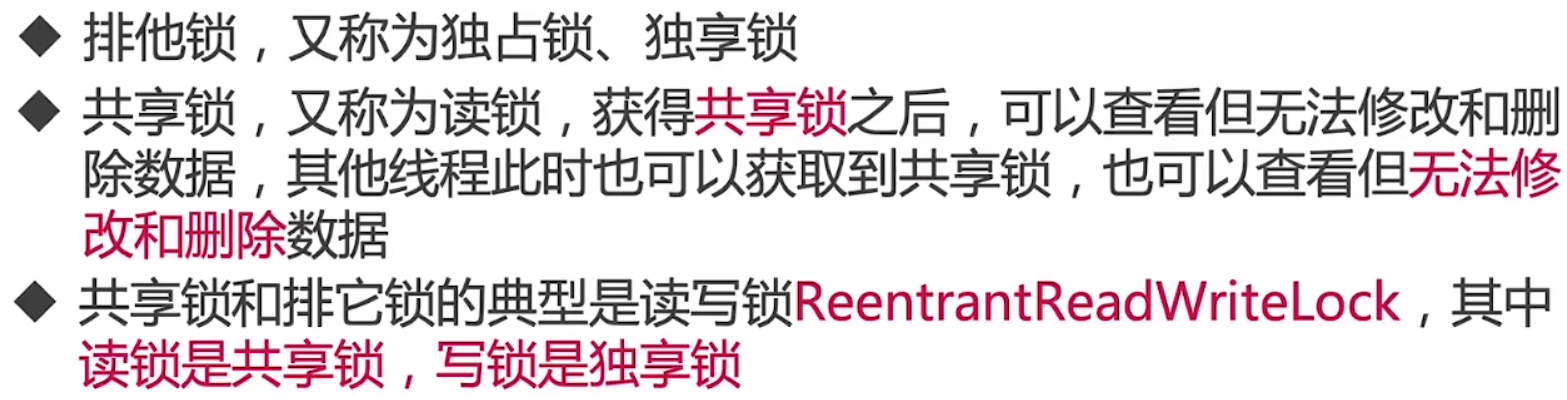 ◆ 排他锁，又称为独占锁、独享锁
◆ 共享锁，又称为读锁，获得共享锁之后，可以查看但无法修改和删
除数据，其他线程此时也可以获取到共享锁，也可以查看但无法修
改和删除数据
◆ 共享锁和排它锁的典型是读写锁ReentrantReadWriteLock，其中
读锁是共享锁，写锁是独享锁